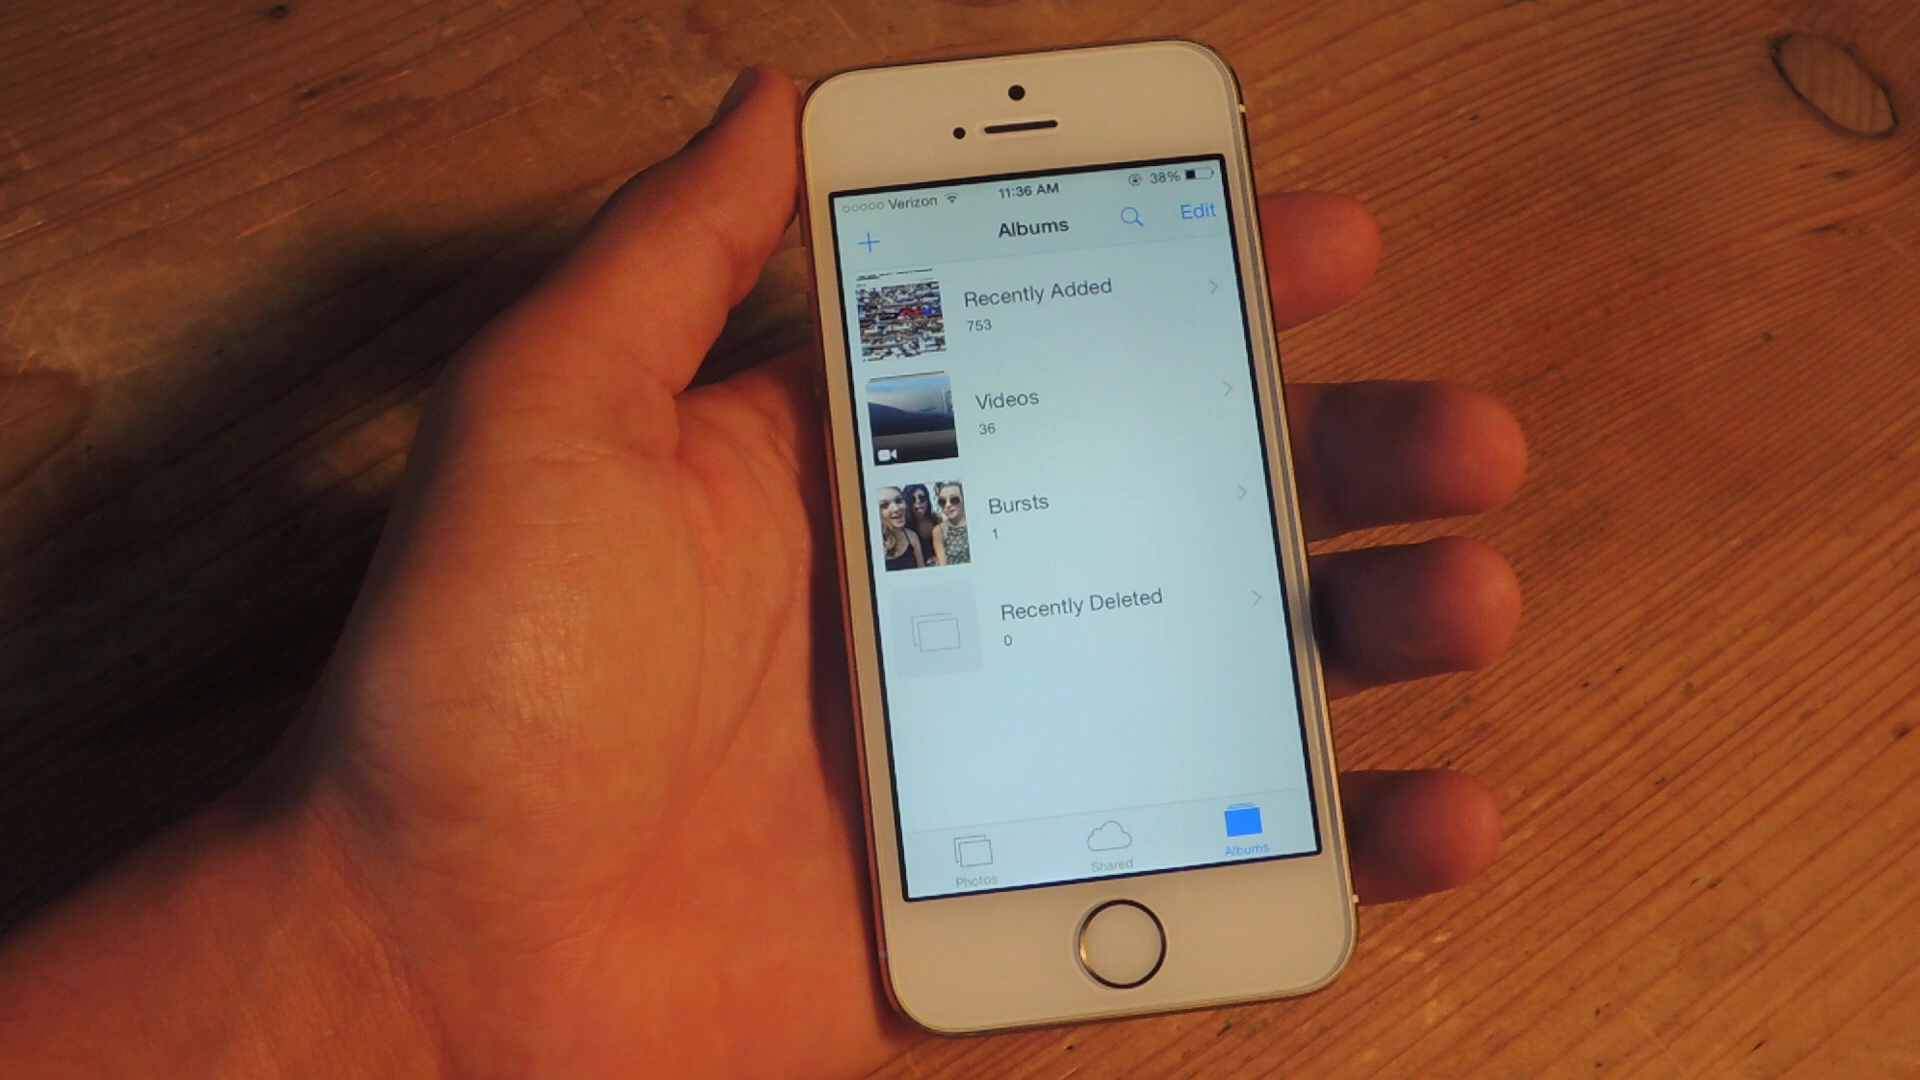 Verizon 11:36 AM 38%
Albums Edit
Recently Added
753
Videos
36
Bursts
1
Recently Deleted
0
Photos Shared Albums